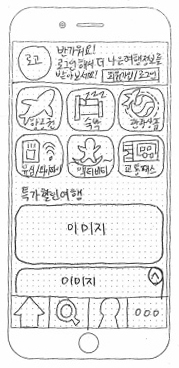 로고
반가워요!
로그인해서 더 나은여행정보를
받아보세요!
회원가입/로그인
항공권
숙박
관광상품
유심/와이파이
액티비티
교통패스
특가할인여행
이미지
이미지